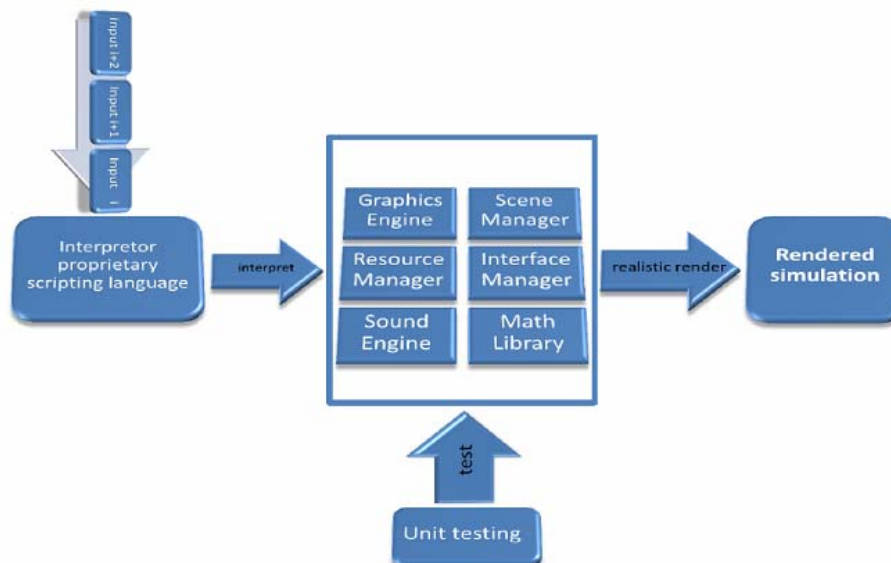 Input i+2
Input i+1
Input i
Interpretor
proprietary
scripting language
interpret
Graphics
Engine
Scene
Manager
Resource
Manager
Interface
Manager
Sound
Engine
Math
Library
realistic render
Rendered
simulation
test
Unit testing